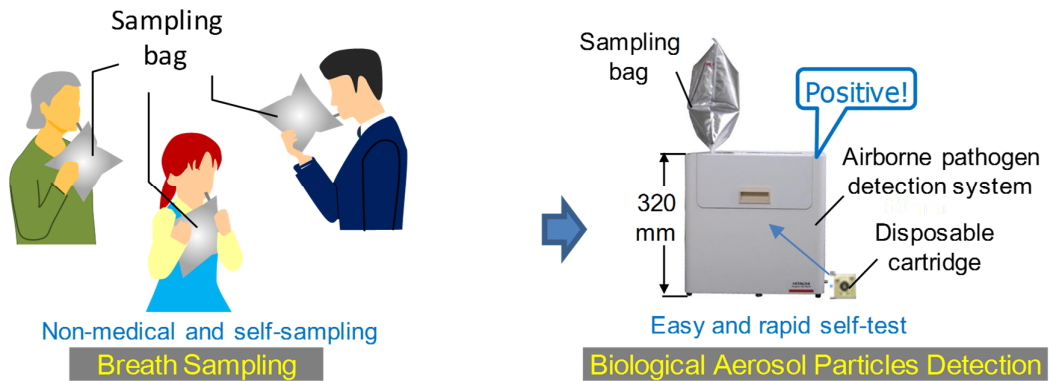 Sampling
bag
Non-medical and self-sampling
Breath Sampling
Sampling
bag
Positive!
Airborne pathogen
detection system
320
mm
Disposable
cartridge
HITACHI
Easy and rapid self-test
Biological Aerosol Particles Detection